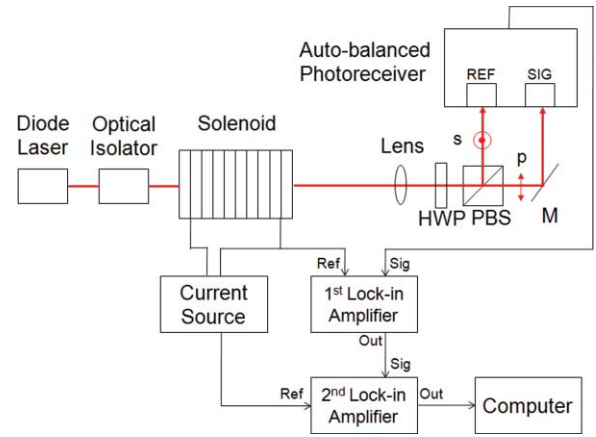 Auto-balanced
Photoreceiver
REF
SIG
Diode
Laser
Optical
Isolator
Solenoid
Lens
s
p
HWP
PBS
M
Ref
Sig
Current
Source
1st Lock-in
Amplifier
Out
Sig
Ref
2nd Lock-in
Amplifier
Out
Computer